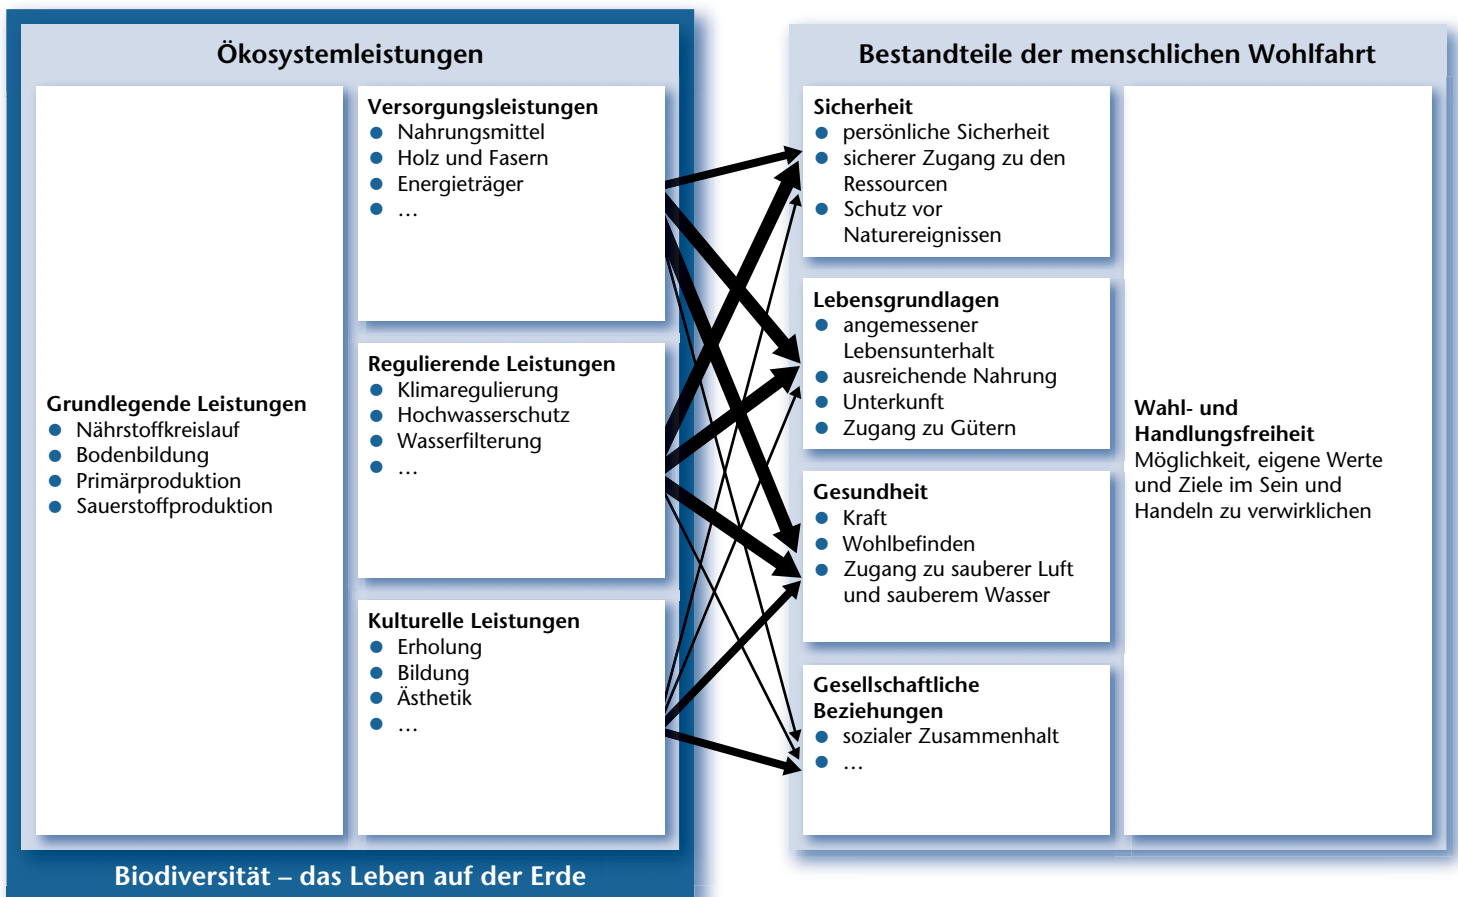 Ökosystemleistungen
Grundlegende Leistungen
● Nährstoffkreislauf
● Bodenbildung
● Primärproduktion
● Sauerstoffproduktion
Versorgungsleistungen
● Nahrungsmittel
● Holz und Fasern
● Energieträger
● …
Regulierende Leistungen
● Klimaregulierung
● Hochwasserschutz
● Wasserfilterung
● …
Kulturelle Leistungen
● Erholung
● Bildung
● Ästhetik
● …
Biodiversität – das Leben auf der Erde
Bestandteile der menschlichen Wohlfahrt
Sicherheit
● persönliche Sicherheit
● sicherer Zugang zu den
Ressourcen
● Schutz vor
Naturereignissen
Lebensgrundlagen
● angemessener
Lebensunterhalt
● ausreichende Nahrung
● Unterkunft
● Zugang zu Gütern
Gesundheit
● Kraft
● Wohlbefinden
● Zugang zu sauberer Luft
und sauberem Wasser
Gesellschaftliche
Beziehungen
● sozialer Zusammenhalt
● …
Wahl- und
Handlungsfreiheit
Möglichkeit, eigene Werte
und Ziele im Sein und
Handeln zu verwirklichen